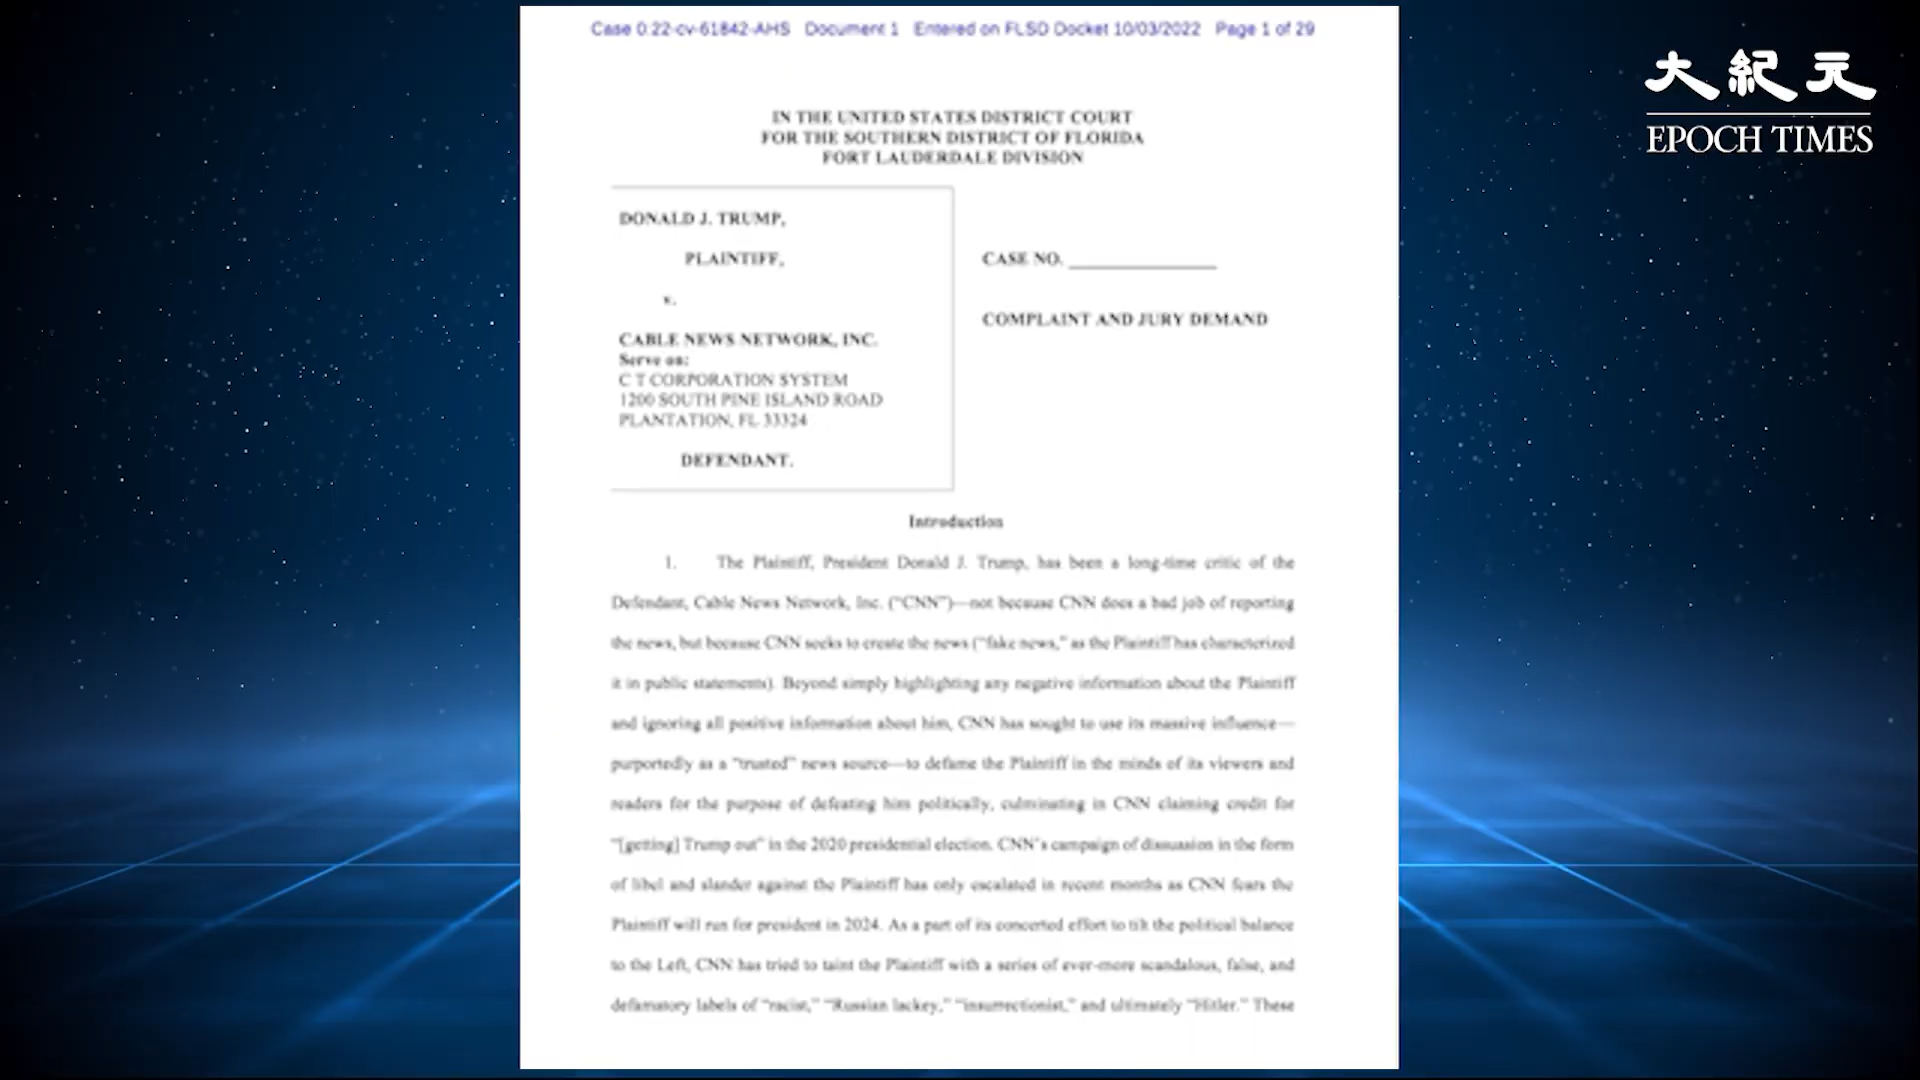 Case 0:22-cv-61842-AHS Document 1 Entered on FLSD Docket 10/03/2022 Page 1 of 29
大紀元
EPOCH TIMES
IN THE UNITED STATES DISTRICT COURT
FOR THE SOUTHERN DISTRICT OF FLORIDA
FORT LAUDERDALE DIVISION
DONALD J. TRUMP,
PLAINTIFF,
v.
CABLE NEWS NETWORK, INC.
Serve on:
C T CORPORATION SYSTEM
1200 SOUTH PINE ISLAND ROAD
PLANTATION, FL 33324
DEFENDANT.
CASE NO. _______________
COMPLAINT AND JURY DEMAND
Introduction
1. The Plaintiff, President Donald J. Trump, has been a long-time critic of the
Defendant, Cable News Network, Inc. (“CNN”)—not because CNN does a bad job of reporting
the news, but because CNN seeks to create the news (“fake news,” as the Plaintiff has characterized
it in public statements). Beyond simply highlighting any negative information about the Plaintiff
and ignoring all positive information about him, CNN has sought to use its massive influence—
purportedly as a “trusted” news source—to defame the Plaintiff in the minds of its viewers and
readers for the purpose of defeating him politically, culminating in CNN claiming credit for
“[getting] Trump out” in the 2020 presidential election. CNN’s campaign of dissuasion in the form
of libel and slander against the Plaintiff has only escalated in recent months as CNN fears the
Plaintiff will run for president in 2024. As a part of its concerted effort to tilt the political balance
to the Left, CNN has tried to taint the Plaintiff with a series of ever-more scandalous, false, and
defamatory labels of “racist,” “Russian lackey,” “insurrectionist,” and ultimately “Hitler.” These